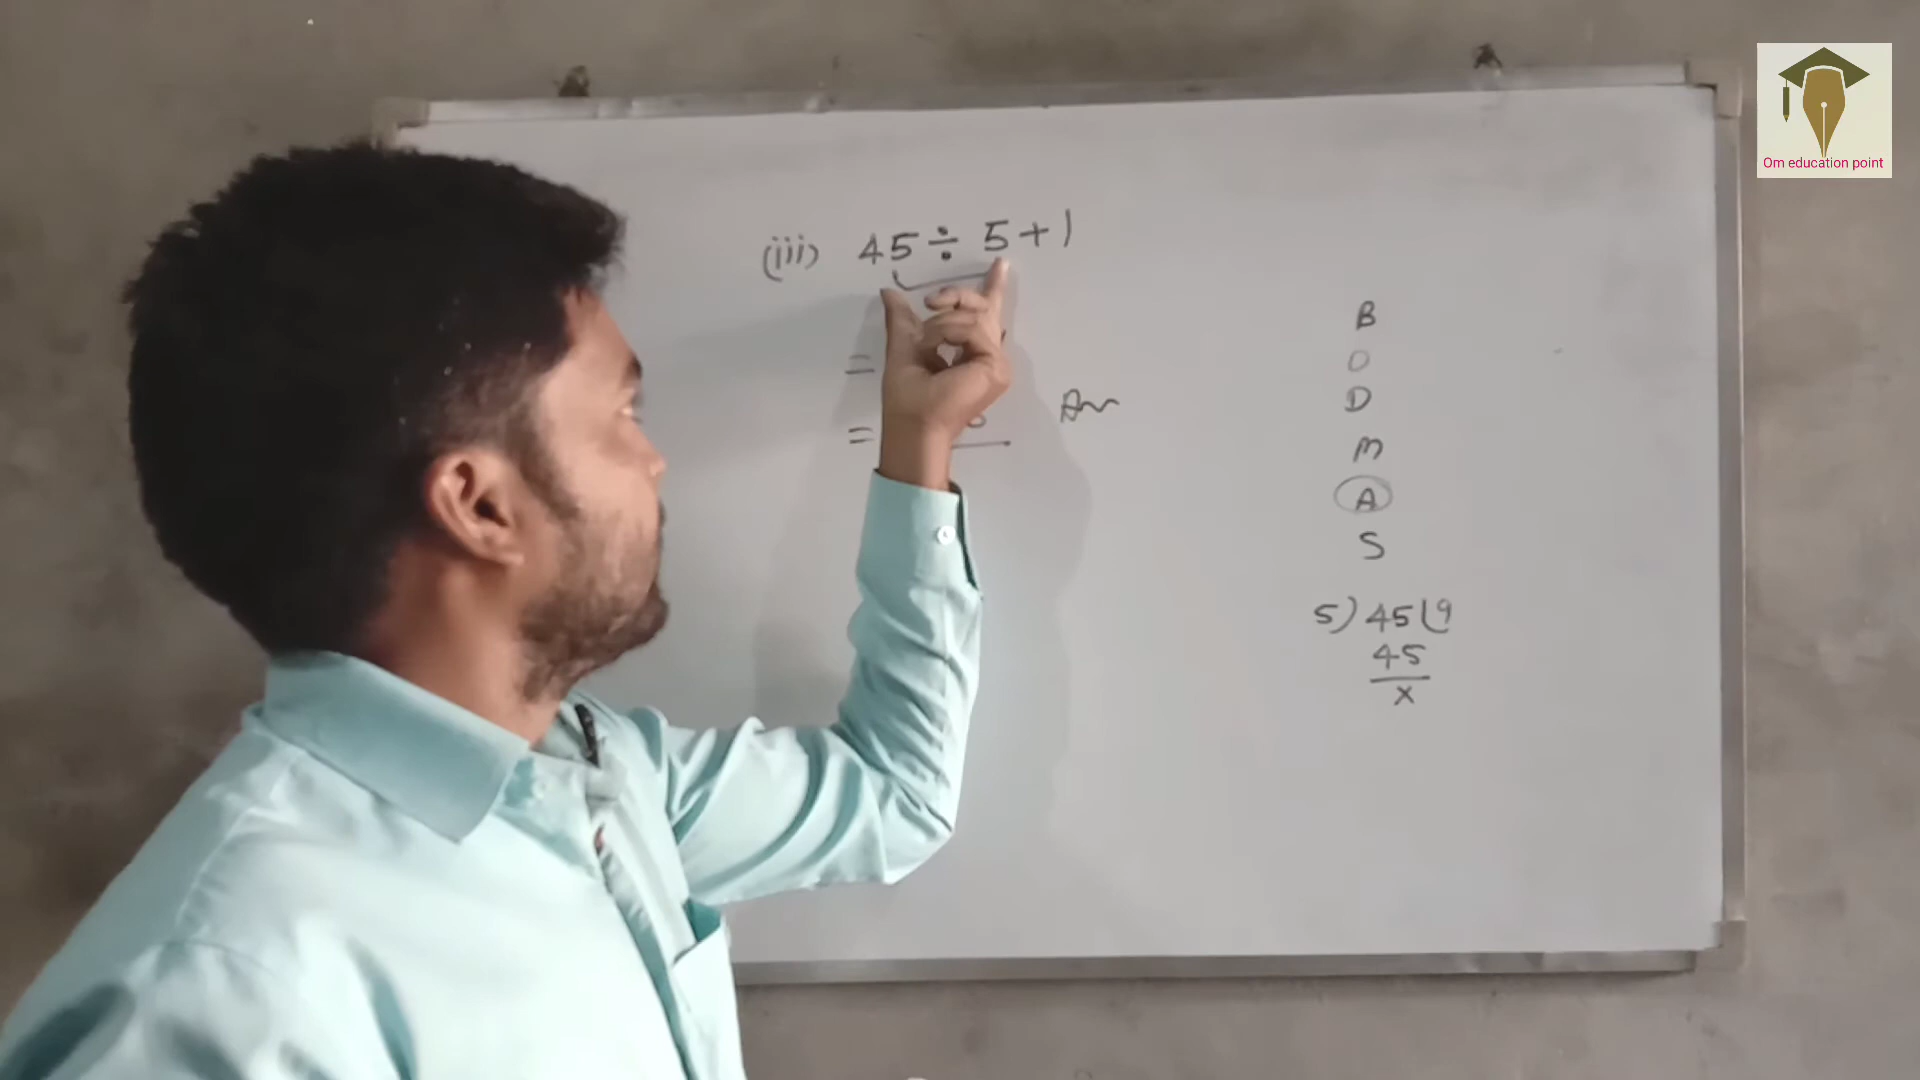 Om education point
(iii) 45 ÷ 5 + 1
=
= Ans
B
O
D
M
A
S
5) 45 (9
45
x